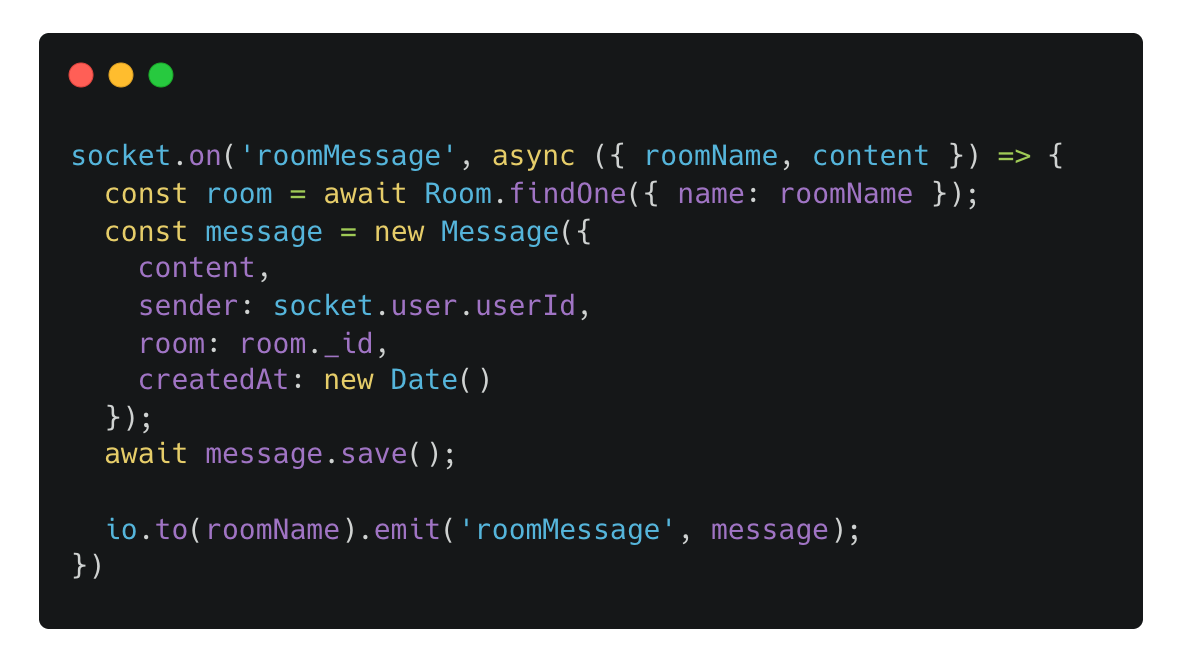 socket.on('roomMessage', async ({ roomName, content }) => {
  const room = await Room.findOne({ name: roomName });
  const message = new Message({
    content,
    sender: socket.user.userId,
    room: room._id,
    createdAt: new Date()
  });
  await message.save();

  io.to(roomName).emit('roomMessage', message);
})